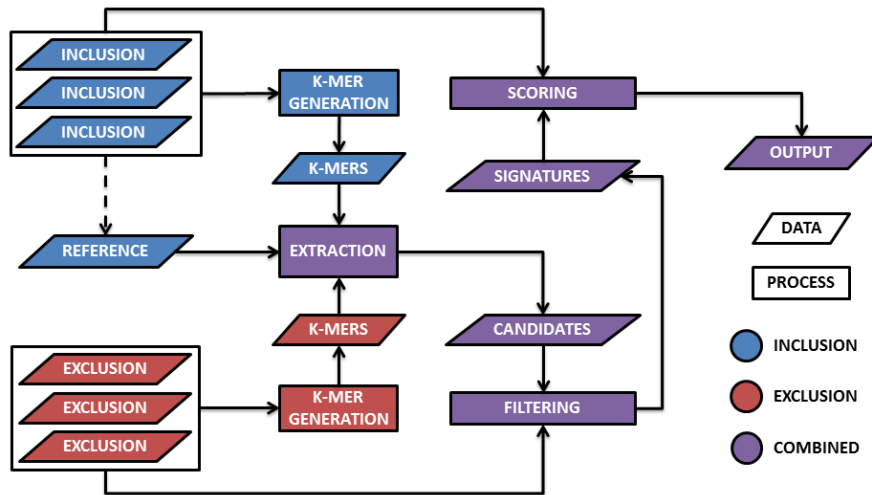 INCLUSION
INCLUSION
INCLUSION
K-MER
GENERATION
K-MERS
REFERENCE
EXTRACTION
K-MERS
EXCLUSION
EXCLUSION
EXCLUSION
K-MER
GENERATION
SCORING
SIGNATURES
CANDIDATES
FILTERING
OUTPUT
DATA
PROCESS
INCLUSION
EXCLUSION
COMBINED